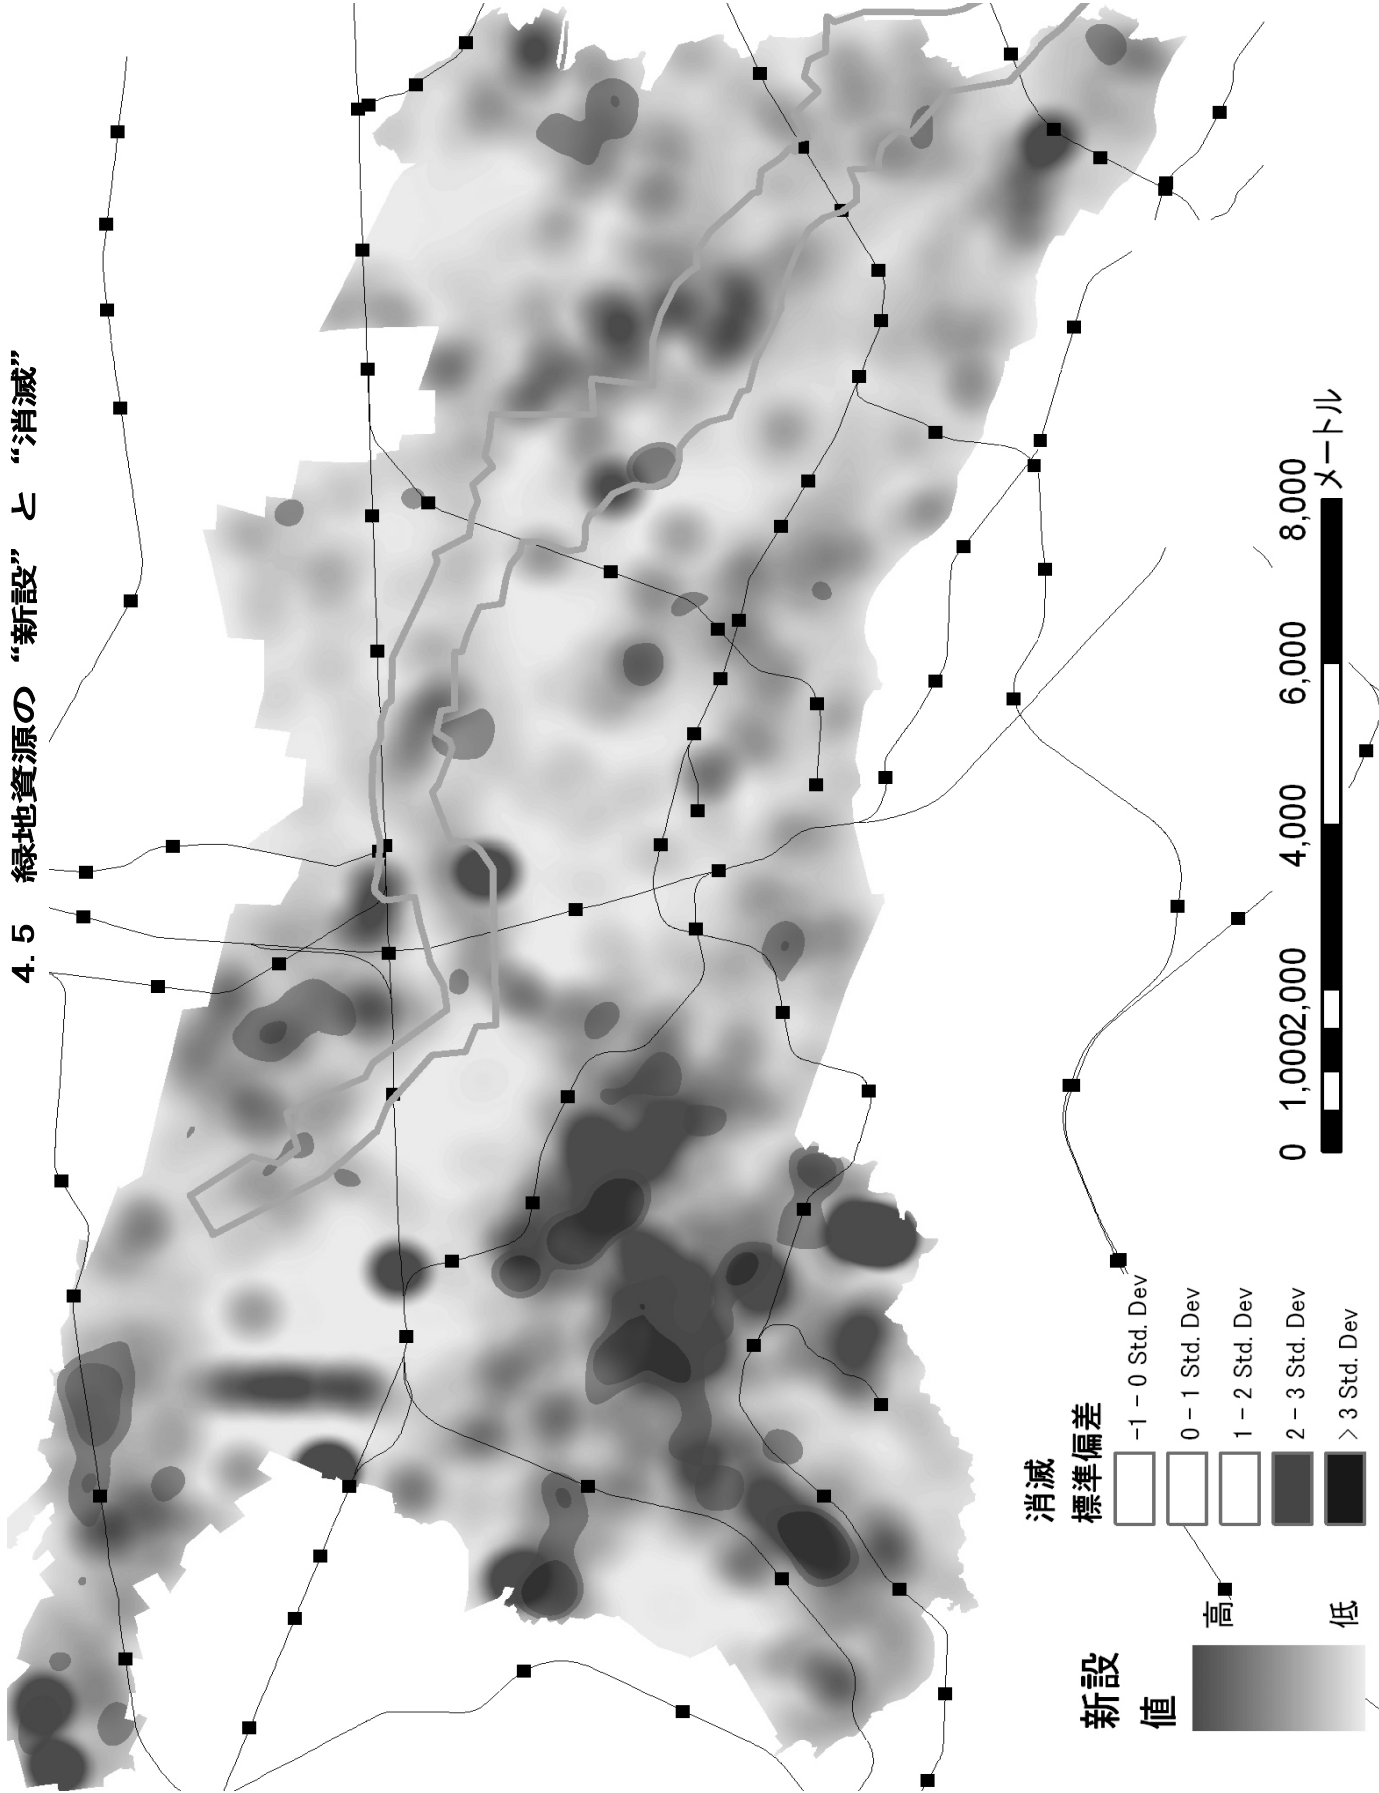 4.5 緑地資源の “新設” と “消滅”
新設
値
高
低
消滅
標準偏差
-1 - 0 Std. Dev
0 - 1 Std. Dev
1 - 2 Std. Dev
2 - 3 Std. Dev
> 3 Std. Dev
0 1,0002,000 4,000 6,000 8,000
メートル